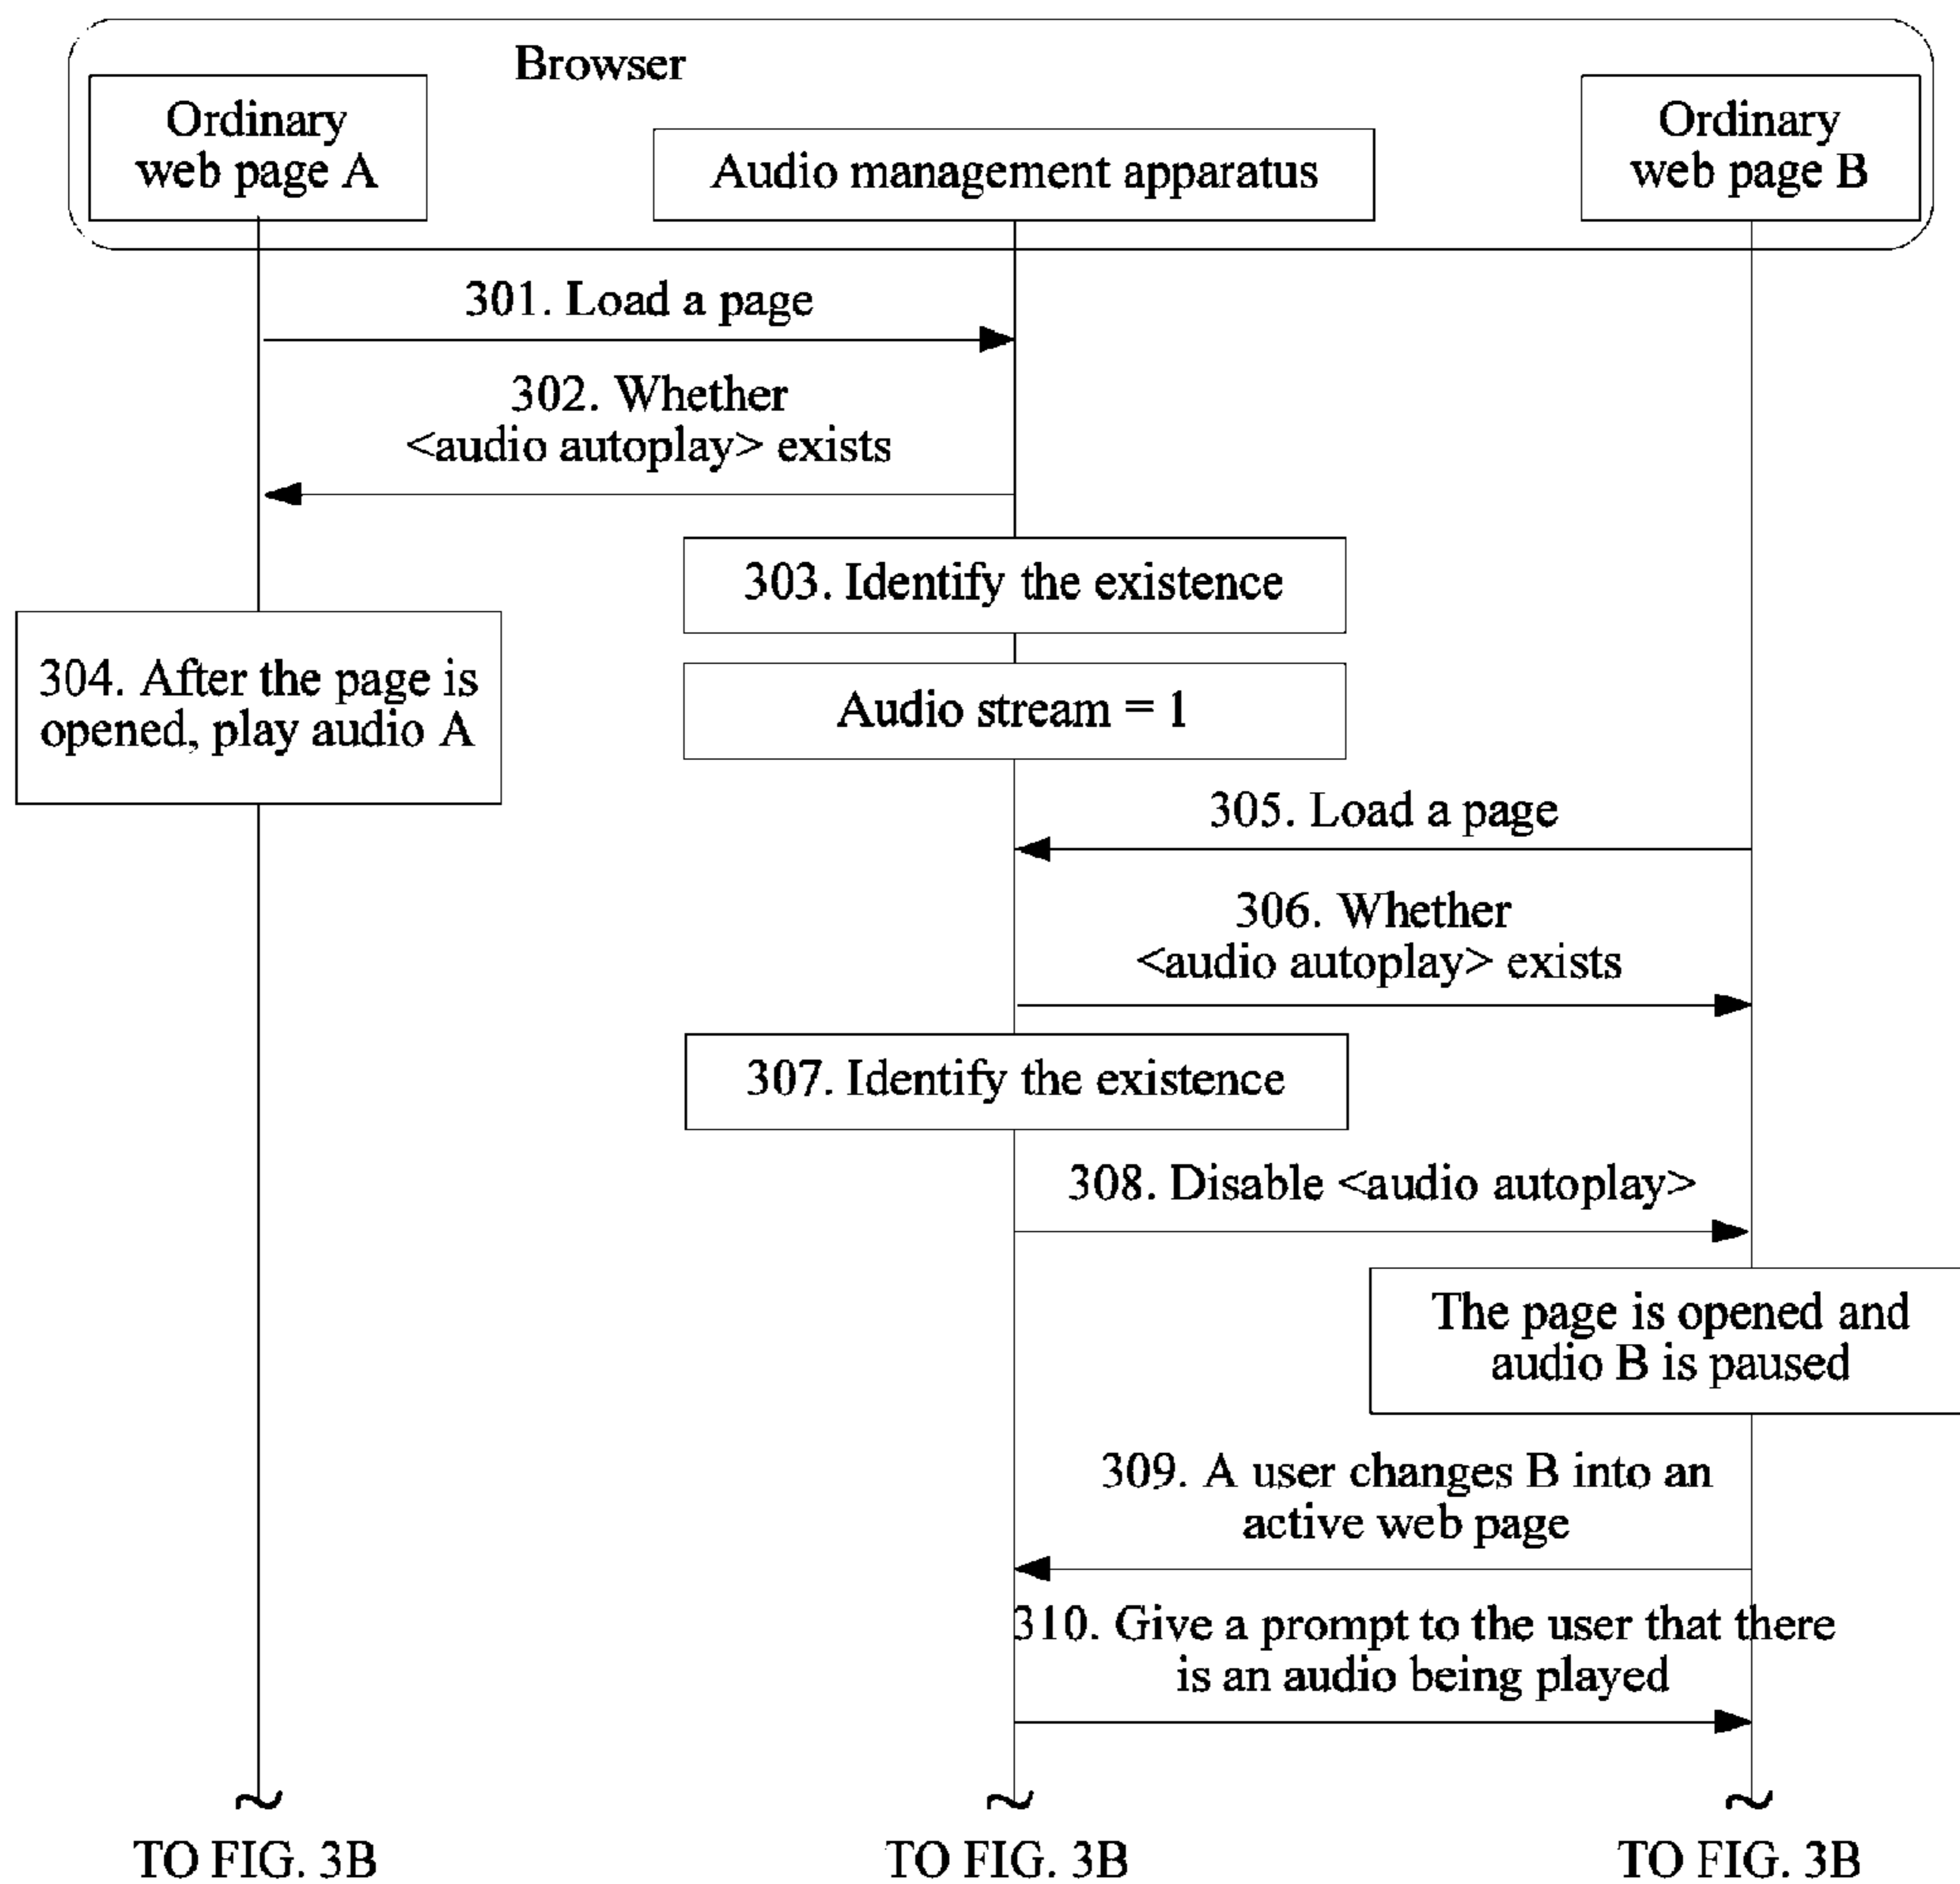 Browser
Ordinary
web page A
Audio management apparatus
Ordinary
web page B
301. Load a page
302. Whether
<audio autoplay> exists
303. Identify the existence
304. After the page is
opened, play audio A
Audio stream = 1
305. Load a page
306. Whether
<audio autoplay> exists
307. Identify the existence
308. Disable <audio autoplay>
The page is opened and
audio B is paused
309. A user changes B into an
active web page
310. Give a prompt to the user that there
is an audio being played
TO FIG. 3B
TO FIG. 3B
TO FIG. 3B